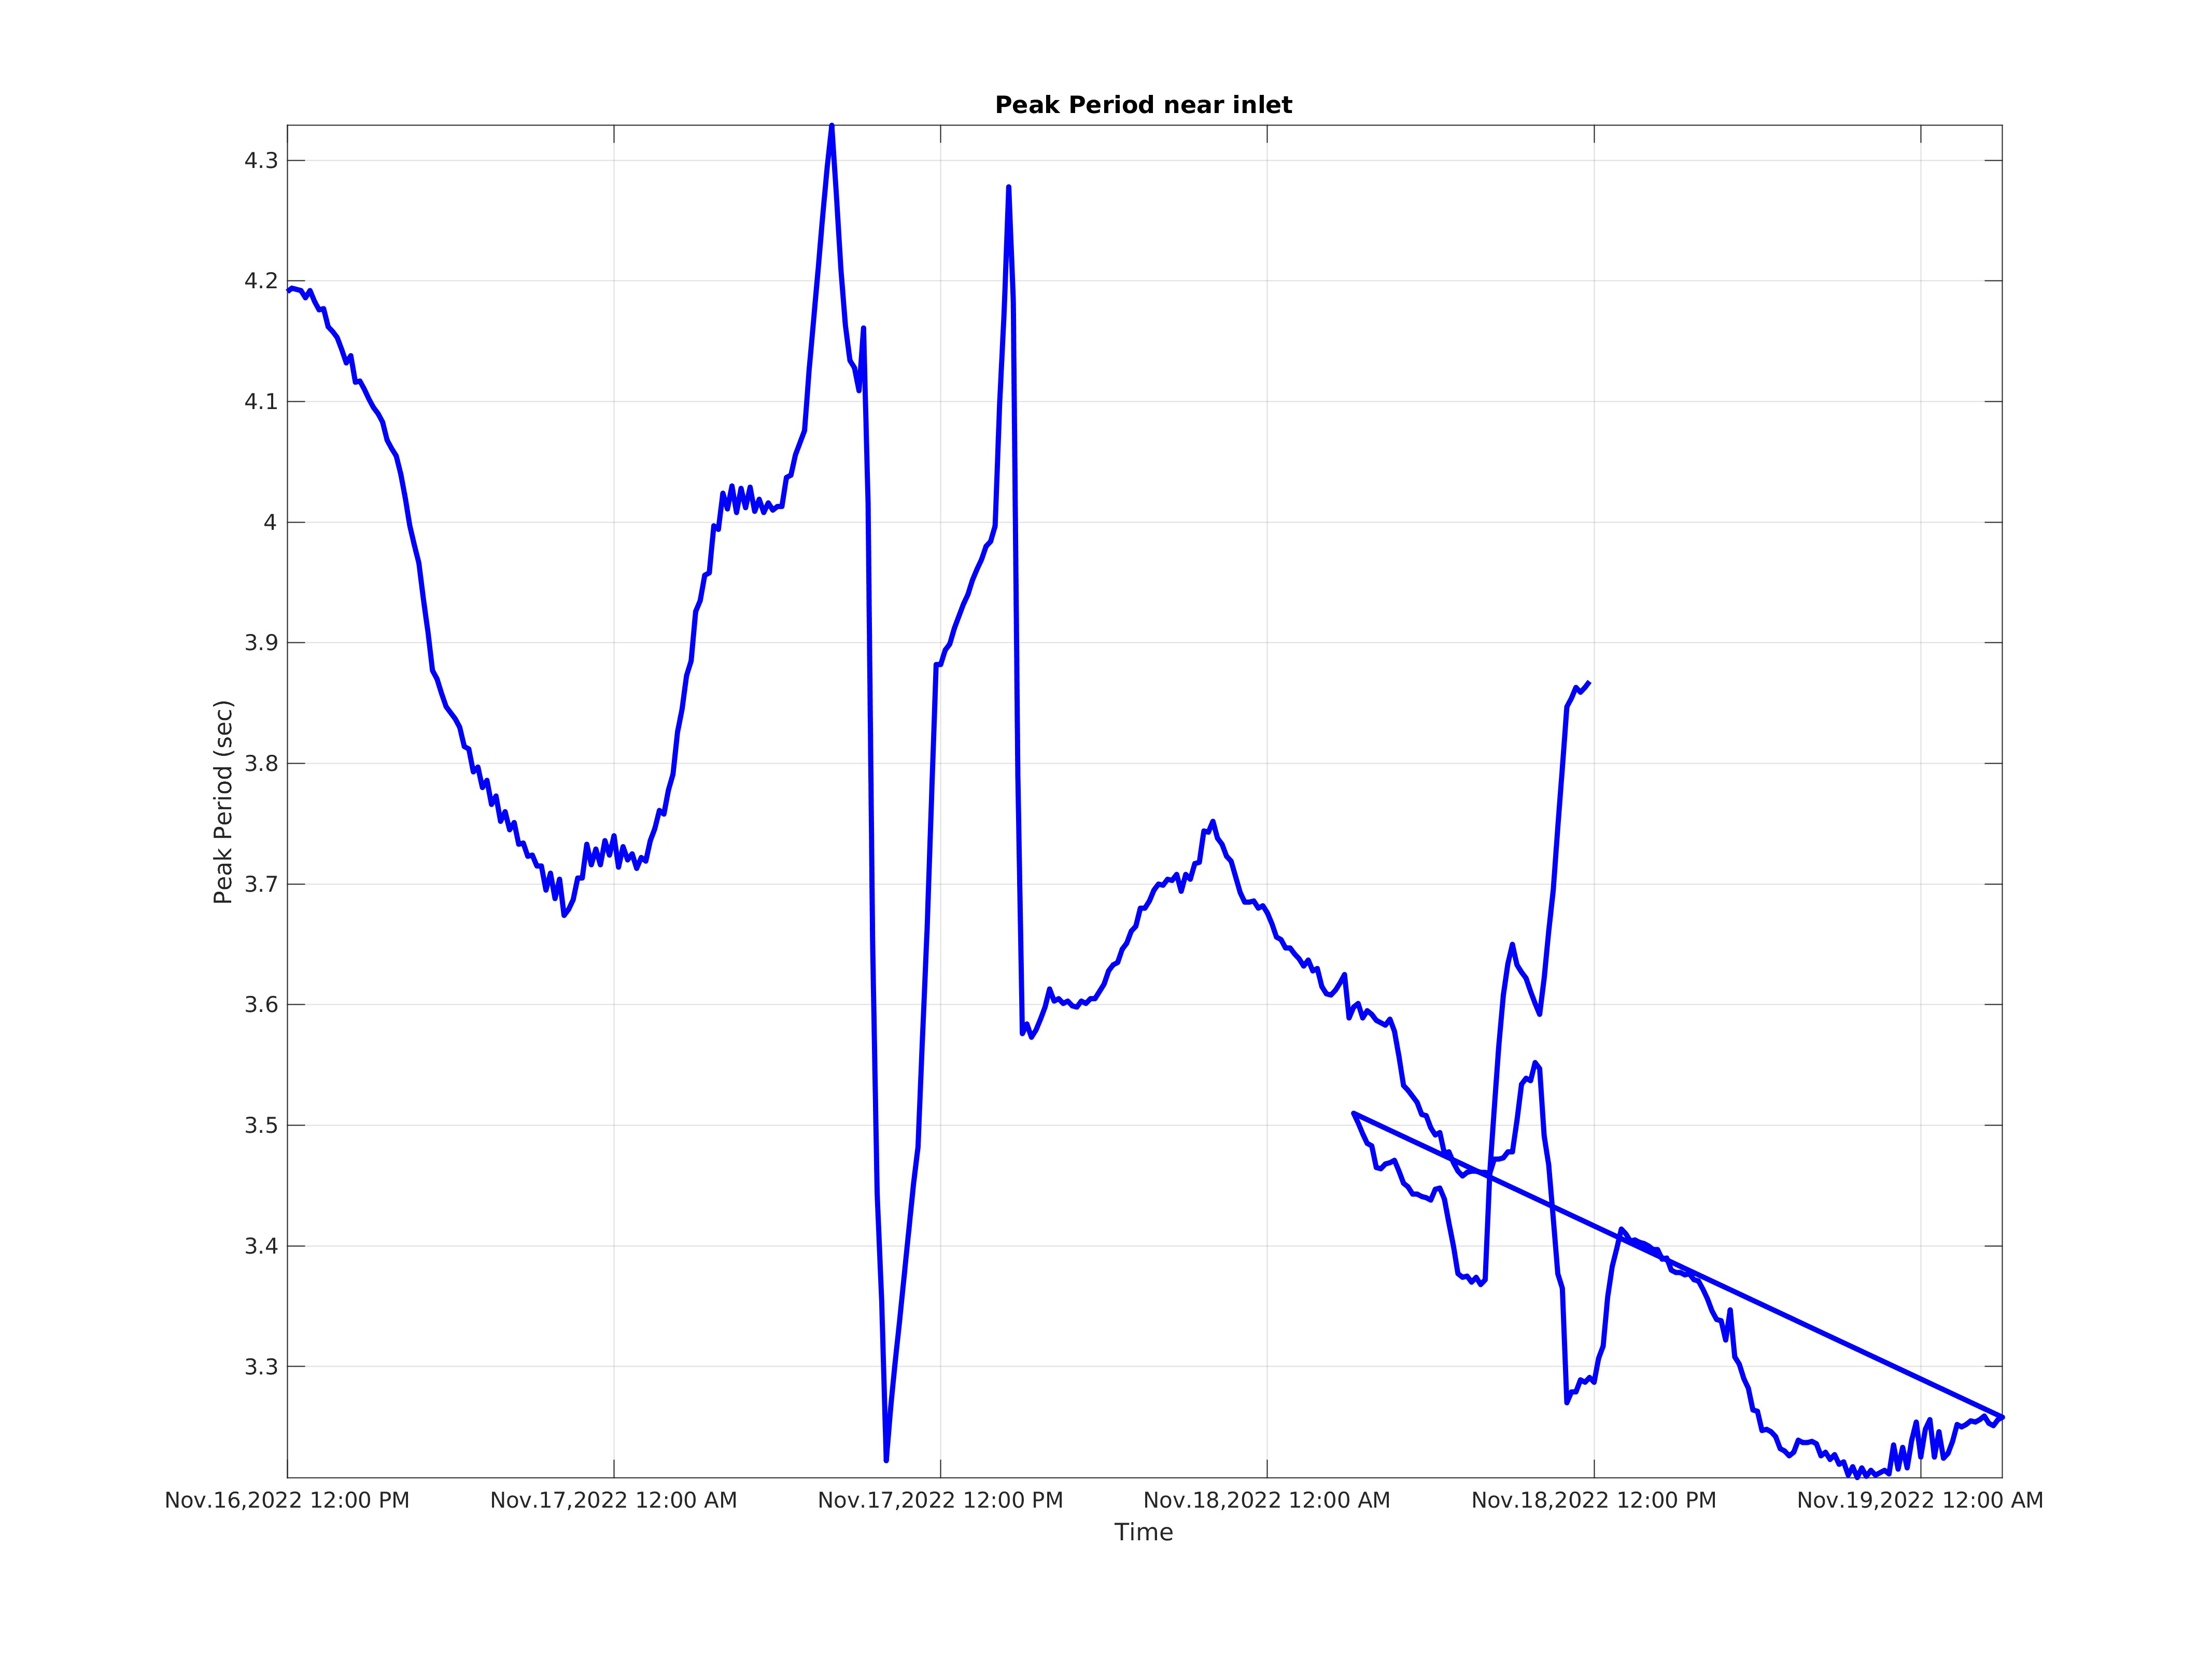 Peak Period near inlet
4.3
4.2
4.1
4
3.9
3.8
3.7
3.6
3.5
3.4
3.3
Peak Period (sec)
Nov.16,2022 12:00 PM Nov.17,2022 12:00 AM Nov.17,2022 12:00 PM Nov.18,2022 12:00 AM Nov.18,2022 12:00 PM Nov.19,2022 12:00 AM
Time